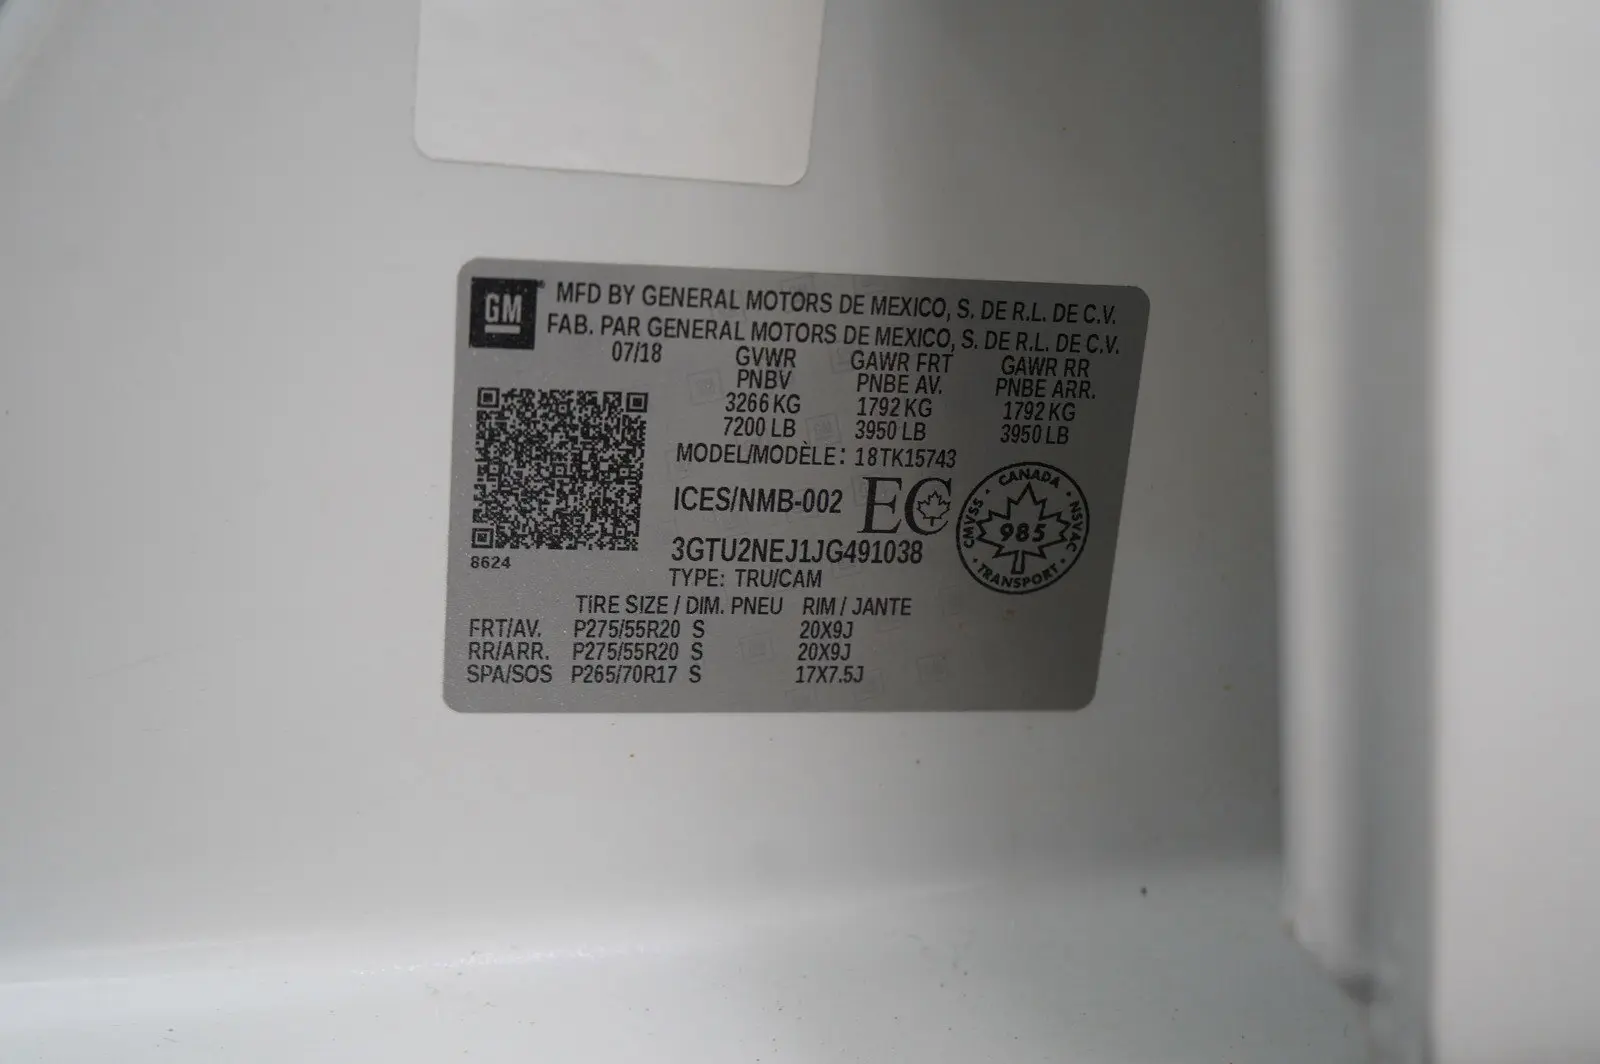 GM
MFD BY GENERAL MOTORS DE MEXICO, S. DE R.L. DE C.V.
FAB. PAR GENERAL MOTORS DE MEXICO, S. DE R.L. DE C.V.
07/18 GVWR GAWR FRT GAWR RR
PNBV PNBE AV. PNBE ARR.
3266 KG 1792 KG 1792 KG
7200 LB 3950 LB 3950 LB
MODEL/MODÈLE: 18TK15743
ICES/NMB-002 EC
CANADA
CMVSS 985 NSVAC
TRANSPORT
3GTU2NEJ1JG491038
8624
TYPE: TRU/CAM
TIRE SIZE / DIM. PNEU RIM / JANTE
FRT/AV. P275/55R20 S 20X9J
RR/ARR. P275/55R20 S 20X9J
SPA/SOS P265/70R17 S 17X7.5J